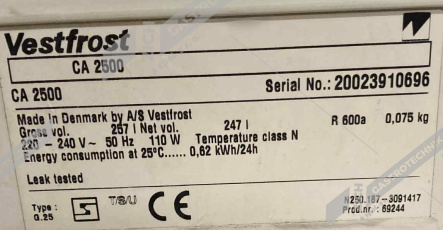 Vestfrost
CA 2500
CA 2500 Serial No.: 20023910696
Made in Denmark by A/S Vestfrost R 600a 0,075 kg
Gross vol. 257 l Net vol. 247 l
220 - 240 V~ 50 Hz 110 W Temperature class N
Energy consumption at 25°C...... 0,62 kWh/24h
Leak tested
Type : 0.25 S T/S/U CE N250.187-3091417
Prod.nr.: 69244